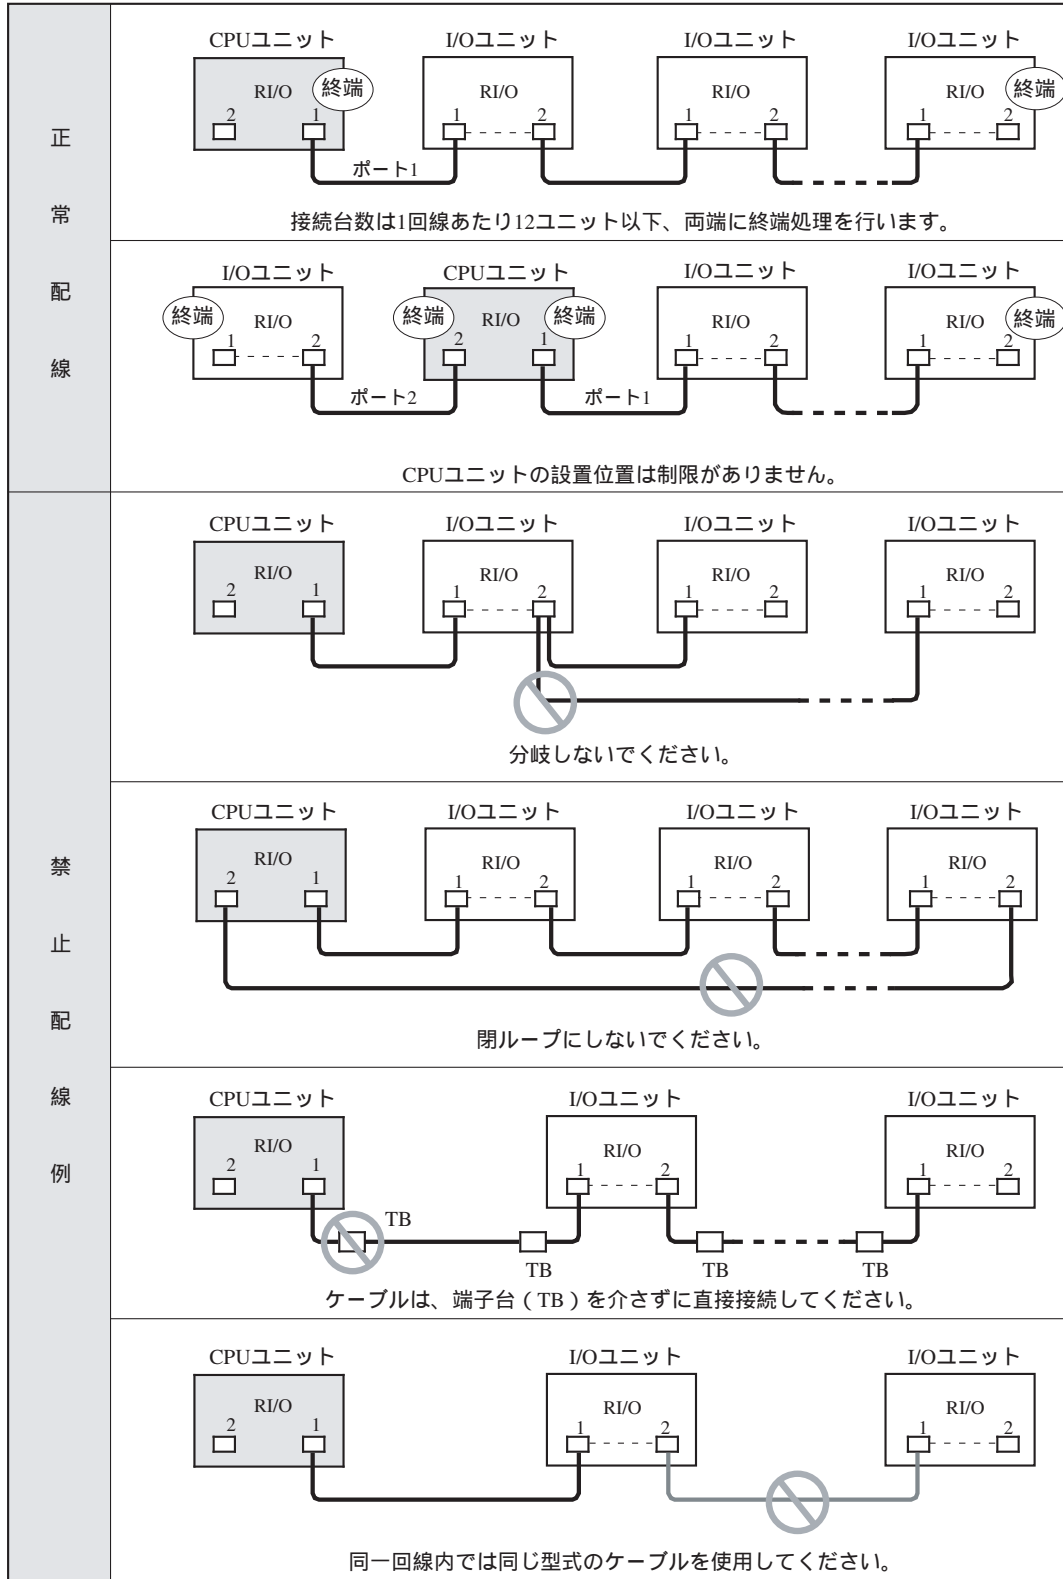 正常配線
CPUユニット I/Oユニット I/Oユニット I/Oユニット
RI/O 終端 RI/O RI/O RI/O 終端
2 1 1 2 1 2 1 2
ポート1
接続台数は1回線あたり12ユニット以下、両端に終端処理を行います。
I/Oユニット CPUユニット I/Oユニット I/Oユニット
終端 RI/O 終端 RI/O 終端 RI/O RI/O 終端
1 2 2 1 1 2 1 2
ポート2 ポート1
CPUユニットの設置位置は制限がありません。
禁止配線例
CPUユニット I/Oユニット I/Oユニット I/Oユニット
RI/O RI/O RI/O RI/O
2 1 1 2 1 2 1 2
分岐しないでください。
CPUユニット I/Oユニット I/Oユニット I/Oユニット
RI/O RI/O RI/O RI/O
2 1 1 2 1 2 1 2
閉ループにしないでください。
CPUユニット I/Oユニット I/Oユニット
RI/O RI/O RI/O
2 1 1 2 1 2
TB
TB TB TB
ケーブルは、端子台(TB)を介さずに直接接続してください。
CPUユニット I/Oユニット I/Oユニット
RI/O RI/O RI/O
2 1 1 2 1 2
同一回線内では同じ型式のケーブルを使用してください。